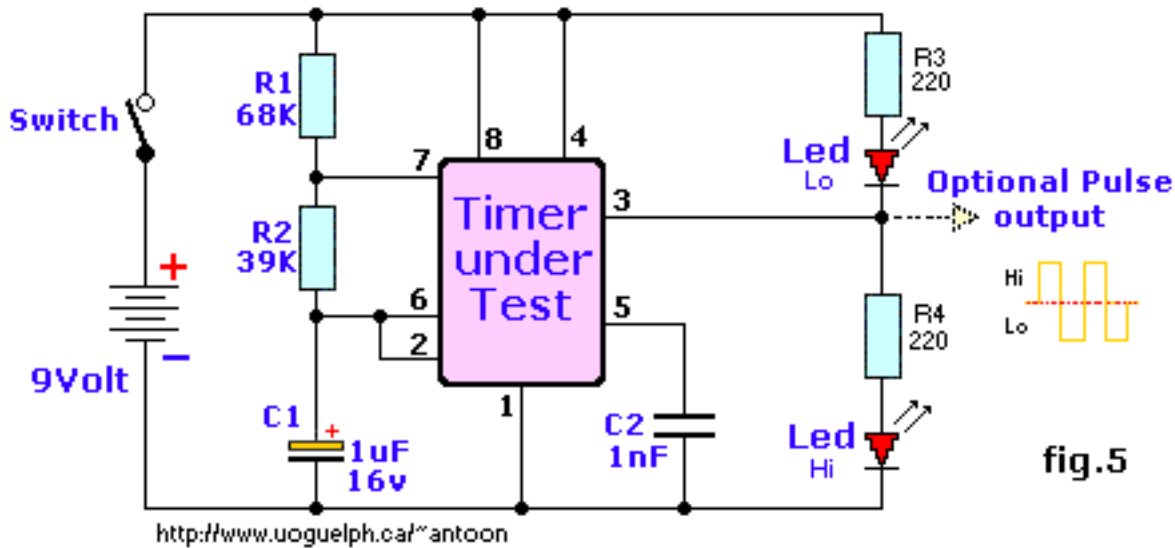 R1
68K
Switch
R2
39K
+
−
9Volt
C1
+
1uF
16v
7
8
4
3
6
2
5
1
Timer
under
Test
C2
1nF
R3
220
Led
Lo
Optional Pulse
output
Hi
Lo
R4
220
Led
Hi
fig.5
http://www.uoguelph.ca/~antoon